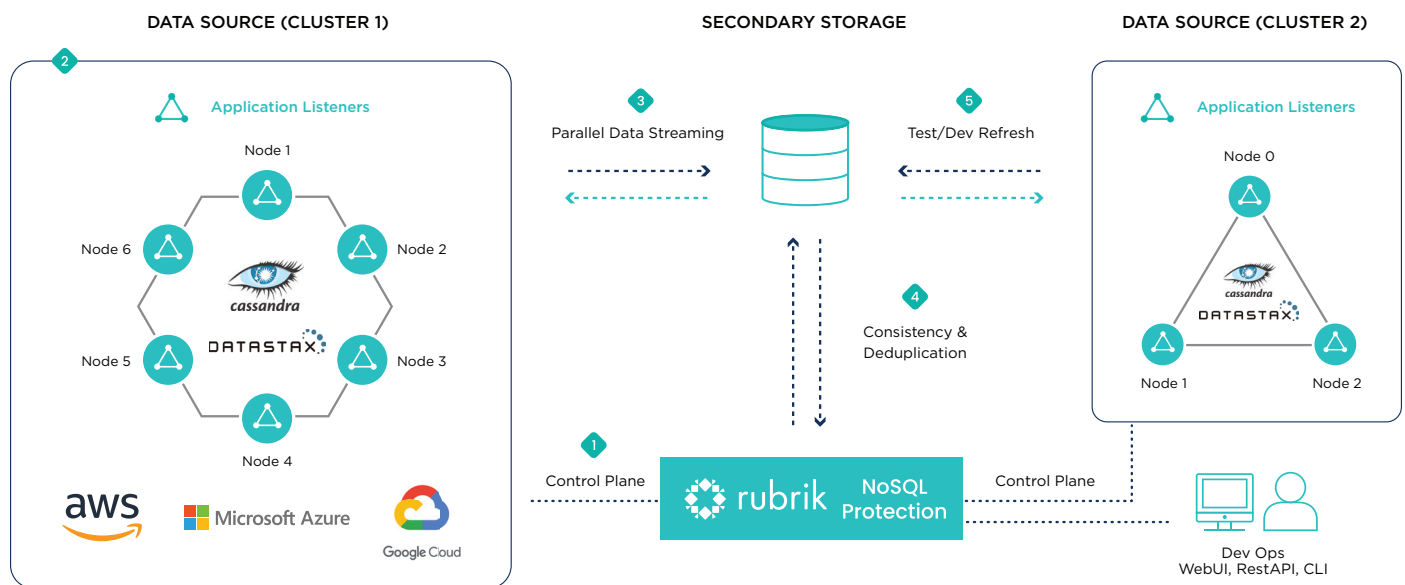 DATA SOURCE (CLUSTER 1)
SECONDARY STORAGE
DATA SOURCE (CLUSTER 2)
2
Application Listeners
Node 1
Node 6
Node 2
cassandra
DATASTAX
Node 5
Node 3
Node 4
aws
Microsoft Azure
Google Cloud
3
Parallel Data Streaming
5
Test/Dev Refresh
4
Consistency &
Deduplication
1
Control Plane
rubrik
NoSQL
Protection
Control Plane
Application Listeners
Node 0
cassandra
DATASTAX
Node 1
Node 2
Dev Ops
WebUI, RestAPI, CLI